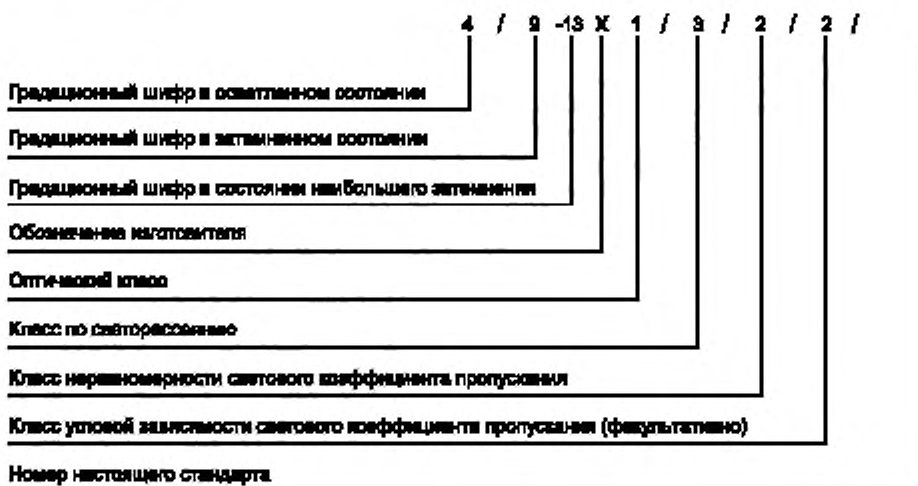 4 / 9 -13 X 1 / 3 / 2 / 2 /
Градационный шифр в осветленном состоянии
Градационный шифр в затемненном состоянии
Градационный шифр в состоянии наибольшего затемнения
Обозначение изготовителя
Оптический класс
Класс по светорассеянию
Класс неравномерности светового коэффициента пропускания
Класс угловой зависимости светового коэффициента пропускания (факультативно)
Номер настоящего стандарта